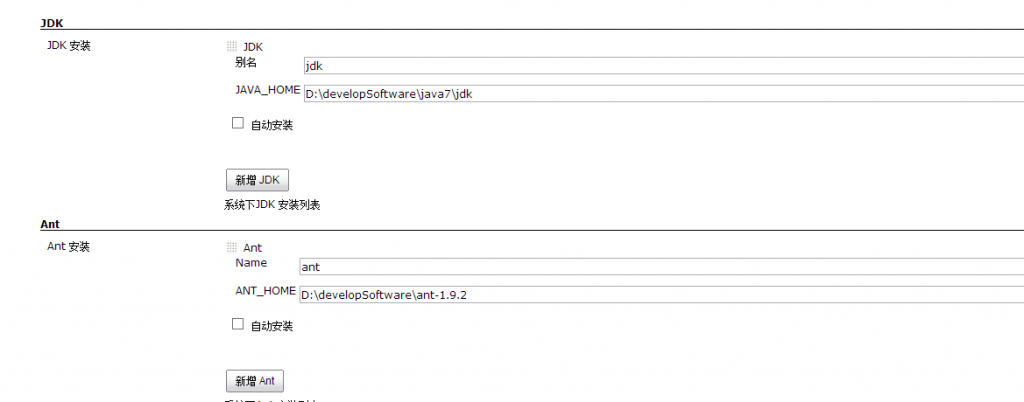 JDK
JDK 安装
JDK
别名
jdk
JAVA_HOME
D:\developSoftware\java7\jdk
自动安装
新增 JDK
系统下JDK 安装列表
Ant
Ant 安装
Ant
Name
ant
ANT_HOME
D:\developSoftware\ant-1.9.2
自动安装
新增 Ant